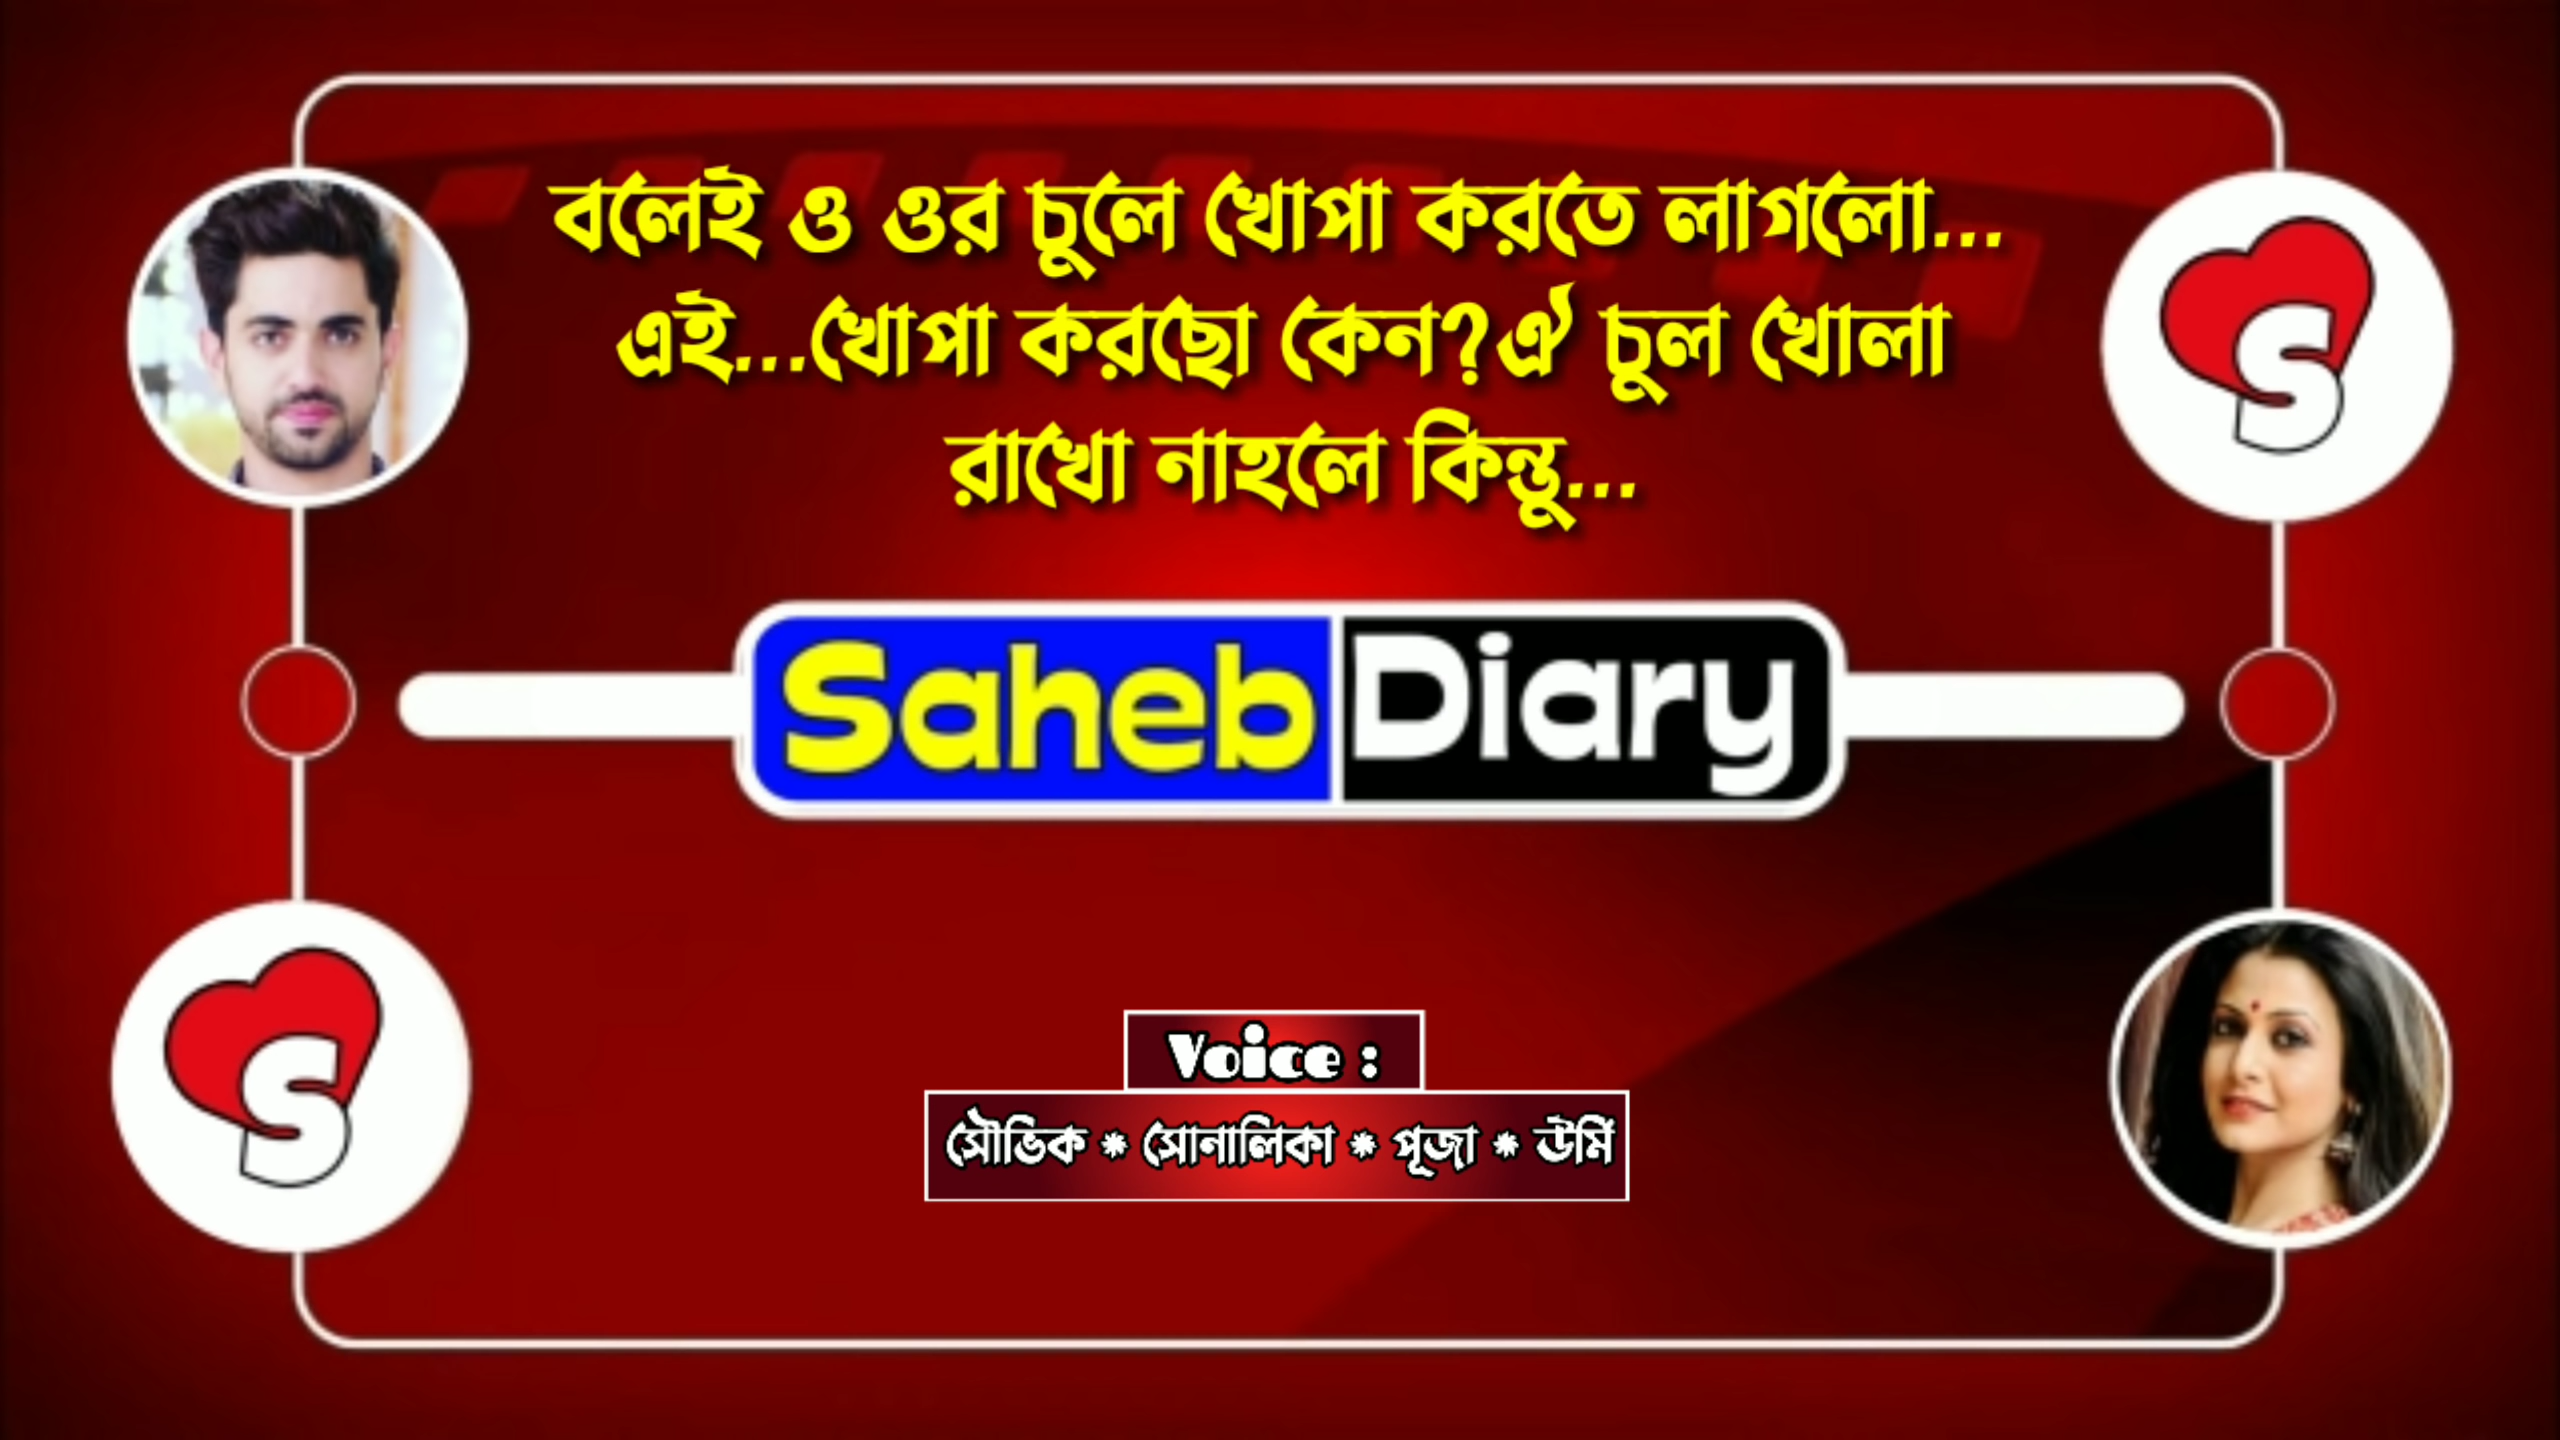 বলেই ও ওর চুলে খোপা করতে লাগলো...
এই...খোপা করছো কেন?ঐ চুল খোলা
রাখো নাহলে কিন্তু...
S
Saheb Diary
S
Voice :
সৌভিক * সোনালিকা * পূজা * ঊর্মি